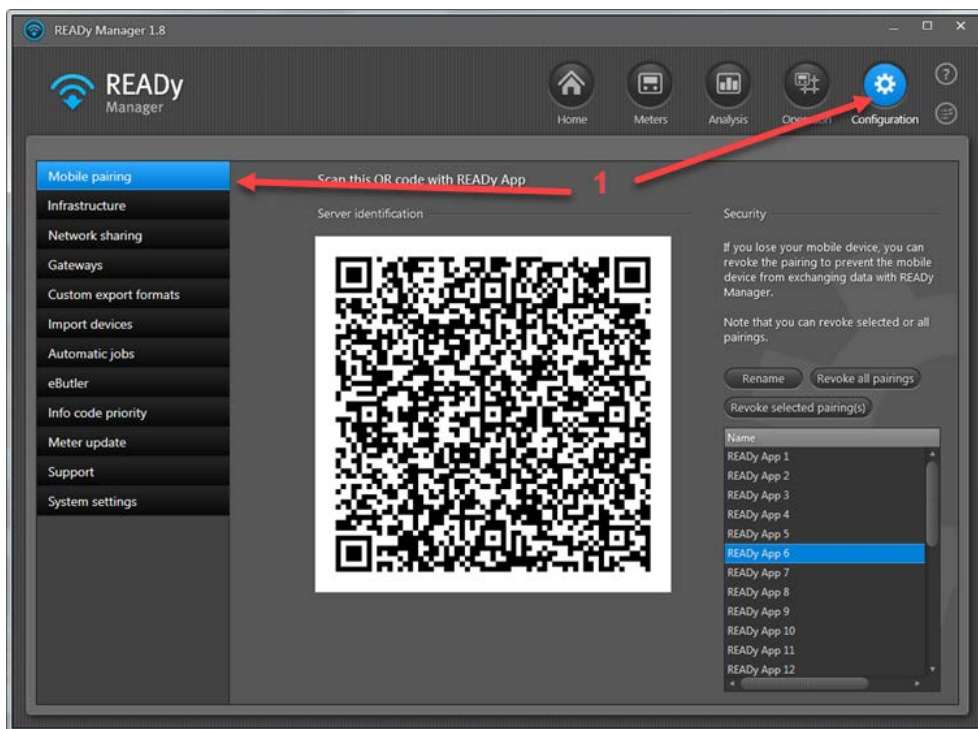 READy Manager 1.8
READy
Manager
Home
Meters
Analysis
Operation
Configuration
1
Mobile pairing
Infrastructure
Network sharing
Gateways
Custom export formats
Import devices
Automatic jobs
eButler
Info code priority
Meter update
Support
System settings
Scan this QR code with READy App
Server identification
Security
If you lose your mobile device, you can
revoke the pairing to prevent the mobile
device from exchanging data with READy
Manager.
Note that you can revoke selected or all
pairings.
Rename
Revoke all pairings
Revoke selected pairing(s)
Name
READy App 1
READy App 2
READy App 3
READy App 4
READy App 5
READy App 6
READy App 7
READy App 8
READy App 9
READy App 10
READy App 11
READy App 12